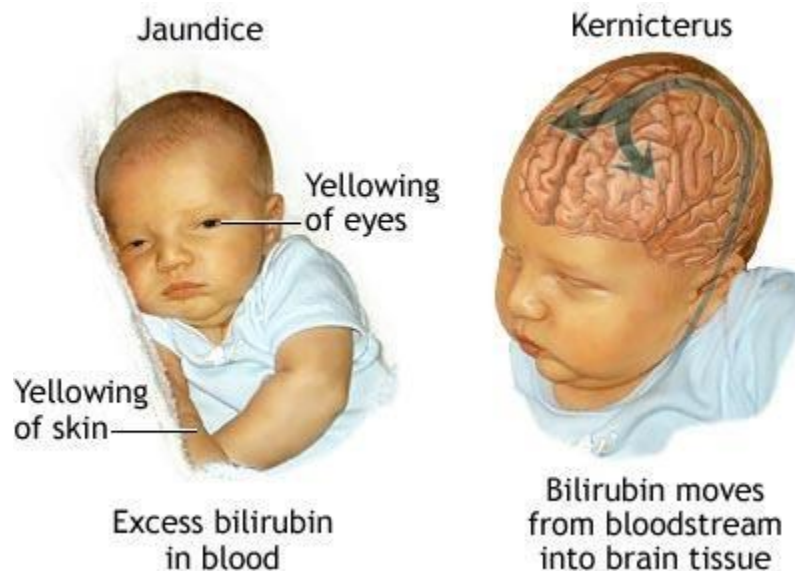 Jaundice
Yellowing
of eyes
Yellowing
of skin
Excess bilirubin
in blood
Kernicterus
Bilirubin moves
from bloodstream
into brain tissue